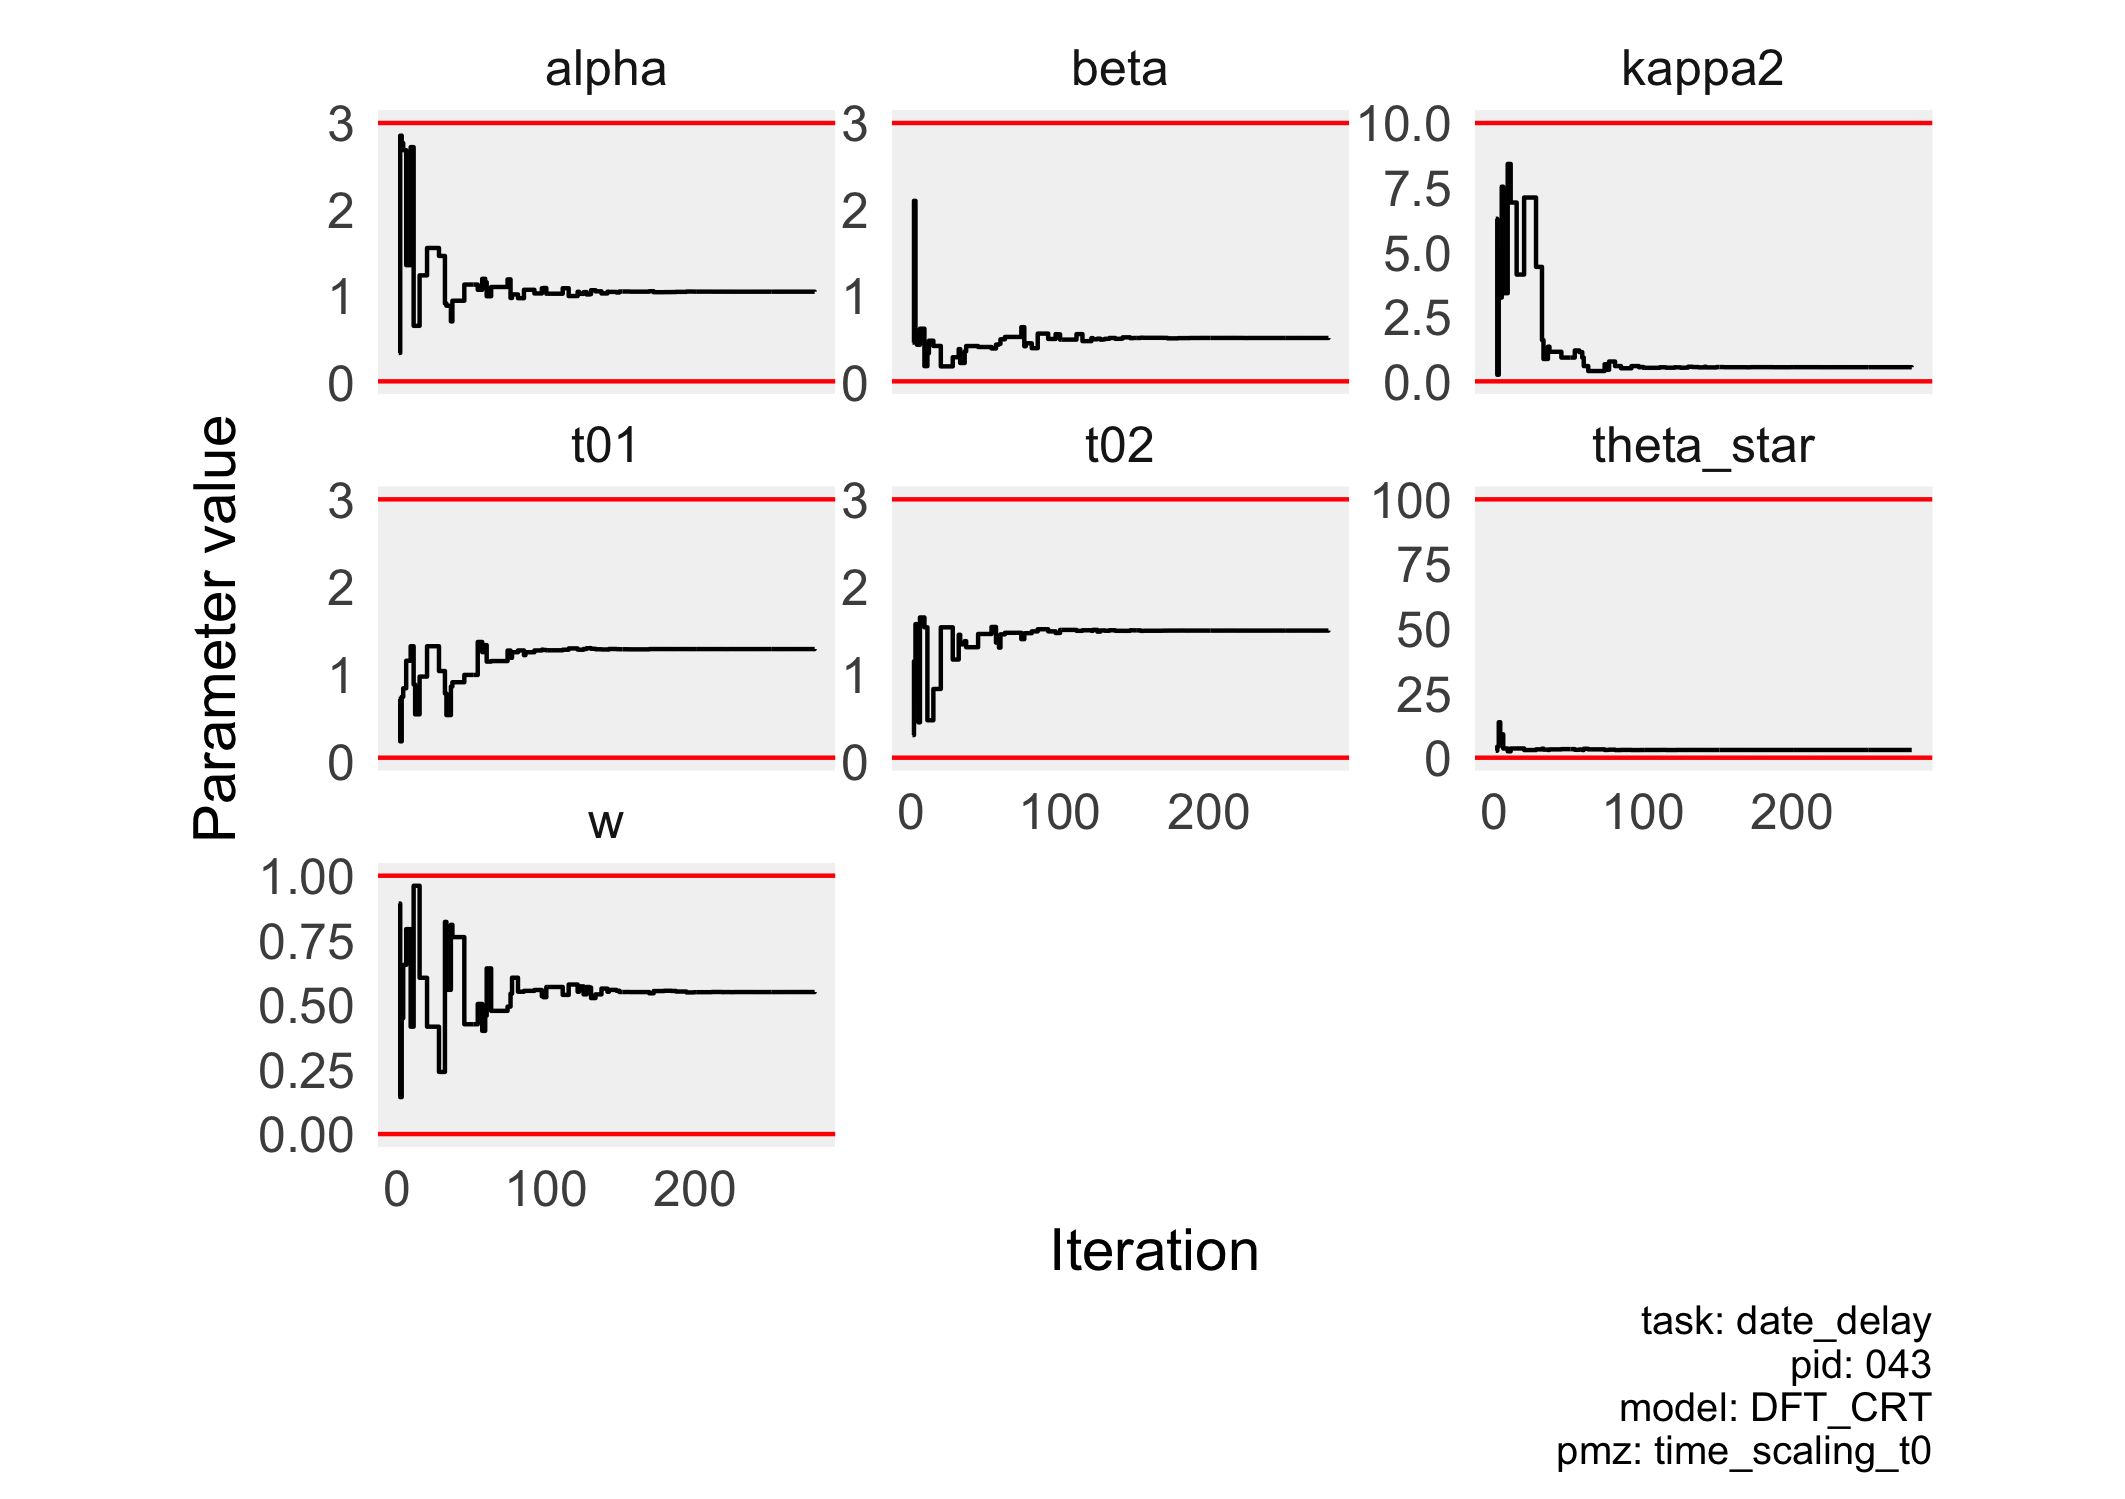 alpha
beta
kappa2
3
2
1
0
3
2
1
0
10.0
7.5
5.0
2.5
0.0
t01
t02
theta_star
3
2
1
0
3
2
1
0
100
75
50
25
0
0 100 200
0 100 200
w
1.00
0.75
0.50
0.25
0.00
0 100 200
Parameter value
Iteration
task: date_delay
pid: 043
model: DFT_CRT
pmz: time_scaling_t0